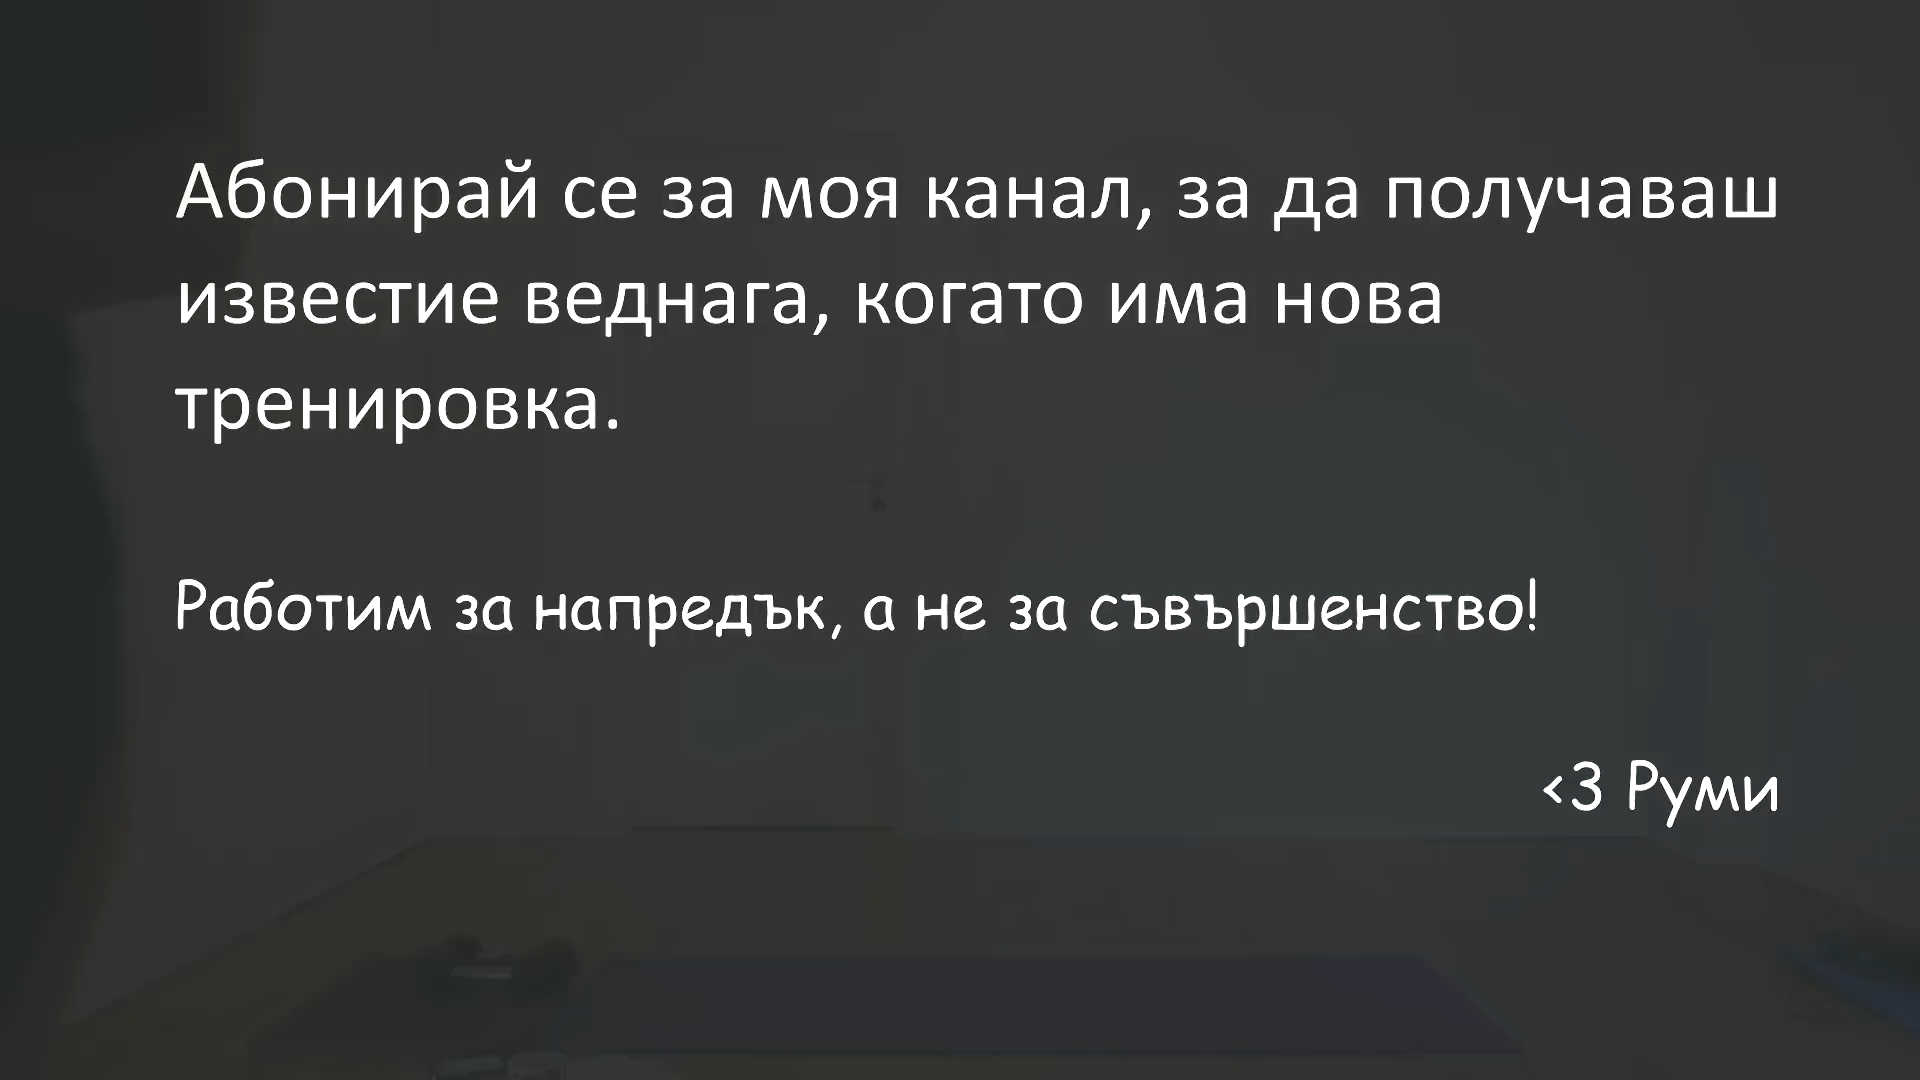 Абонирай се за моя канал, за да получаваш
известие веднага, когато има нова
тренировка.
Работим за напредък, а не за съвършенство!
<3 Руми